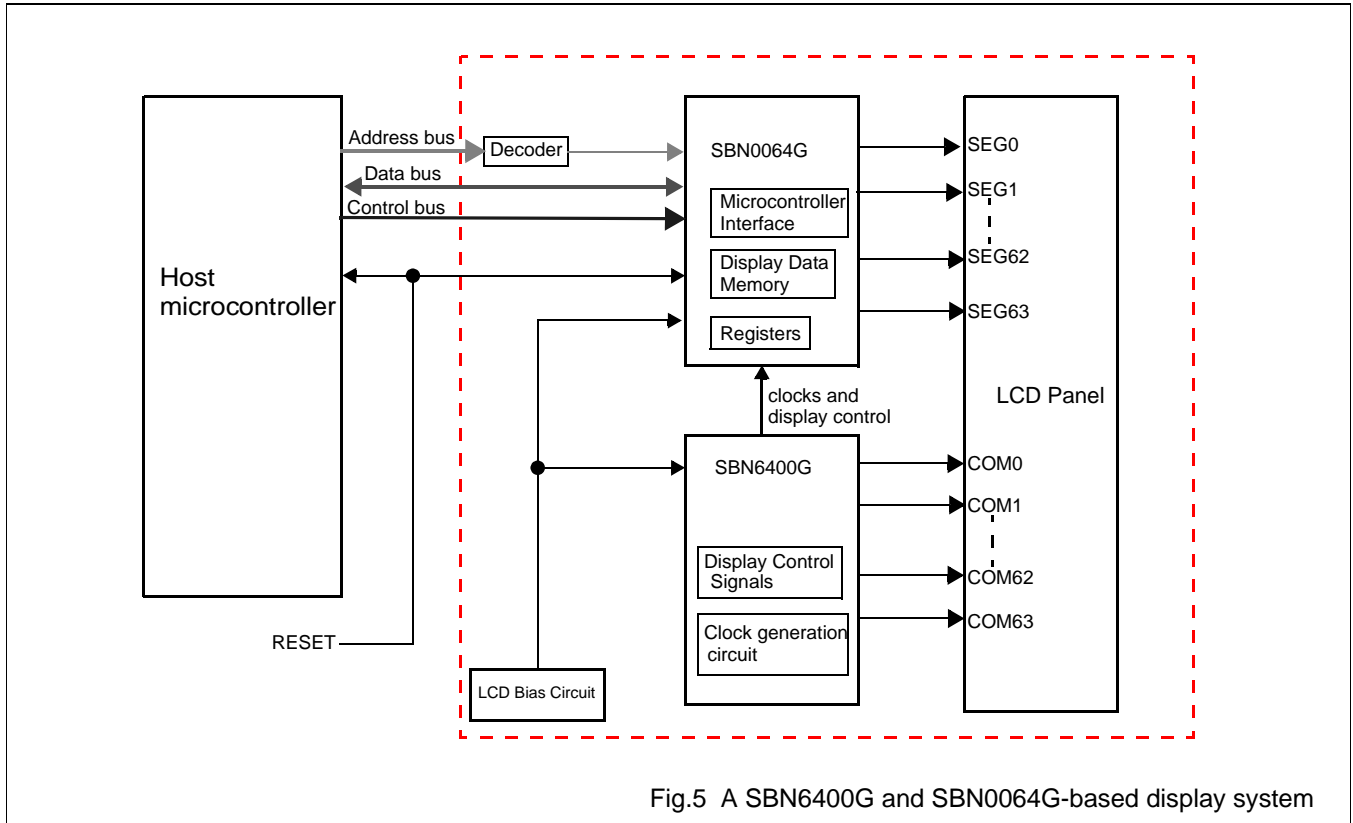 Host
microcontroller
Address bus
Data bus
Control bus
Decoder
RESET
LCD Bias Circuit
SBN0064G
Microcontroller
Interface
Display Data
Memory
Registers
clocks and
display control
SBN6400G
Display Control
Signals
Clock generation
circuit
SEG0
SEG1
SEG62
SEG63
LCD Panel
COM0
COM1
COM62
COM63
Fig.5 A SBN6400G and SBN0064G-based display system